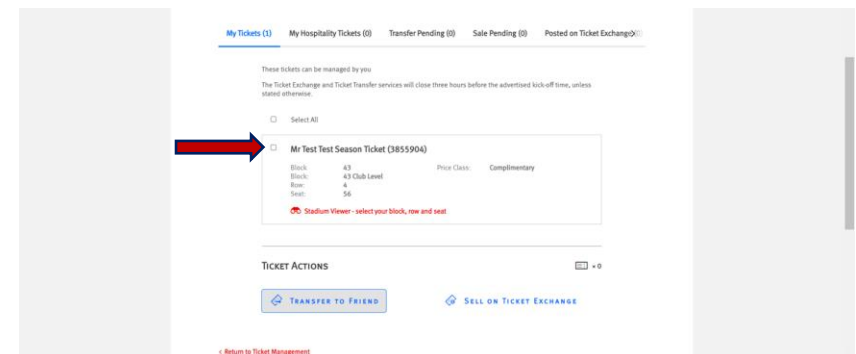 My Tickets (1) My Hospitality Tickets (0) Transfer Pending (0) Sale Pending (0) Posted on Ticket Exchange
These tickets can be managed by you
The Ticket Exchange and Ticket Transfer services will close three hours before the advertised kick-off time, unless
stated otherwise.
Select All
Mr Test Test Season Ticket (3855904)
Block 43 Price Class: Complimentary
Block: 43 Club Level
Row: 4
Seat: 56
Stadium Viewer - select your block, row and seat
TICKET ACTIONS + 0
TRANSFER TO FRIEND SELL ON TICKET EXCHANGE
< Return to Ticket Management